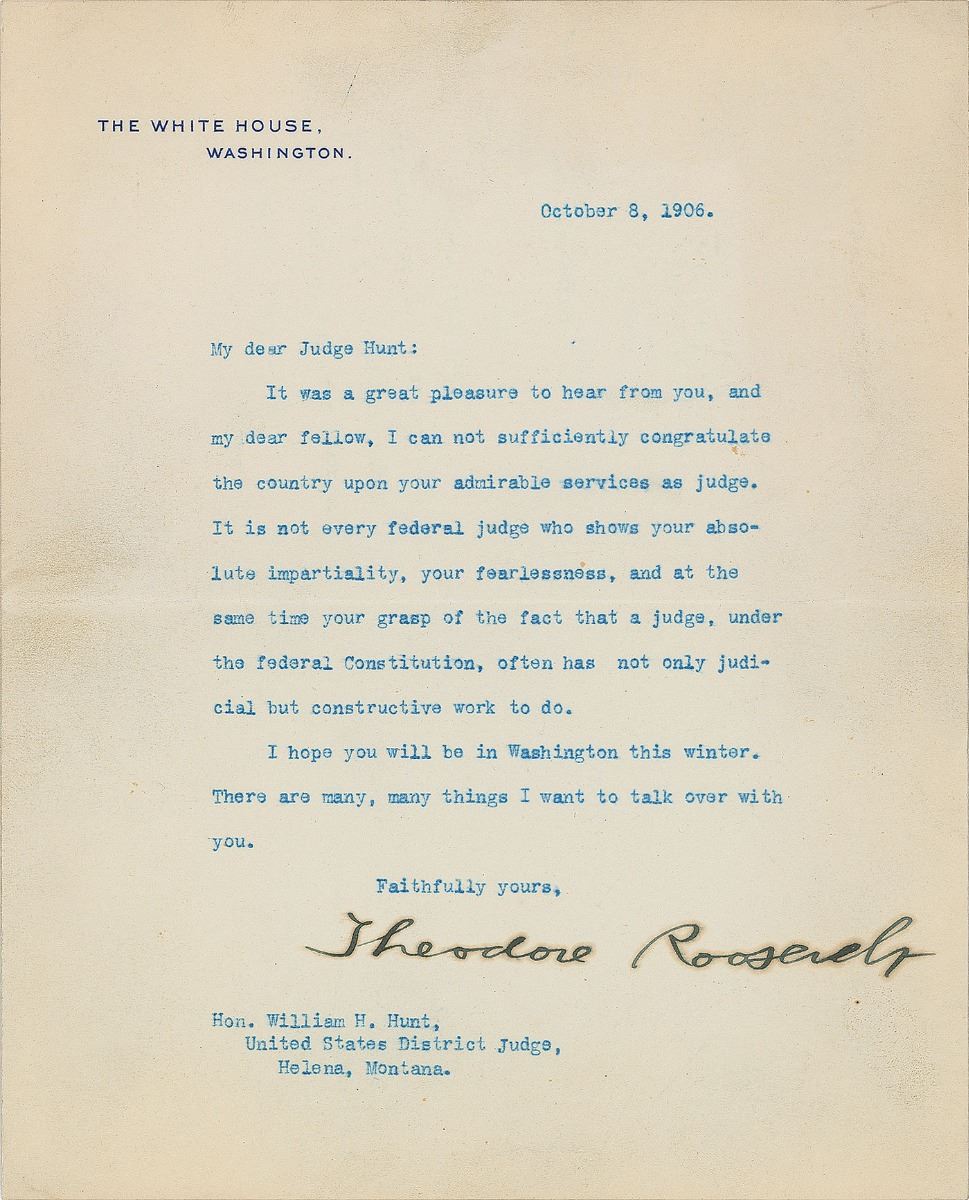 THE WHITE HOUSE,
WASHINGTON.
October 8, 1906.
My dear Judge Hunt:
It was a great pleasure to hear from you, and
my dear fellow, I can not sufficiently congratulate
the country upon your admirable services as judge.
It is not every federal judge who shows your abso-
lute impartiality, your fearlessness, and at the
same time your grasp of the fact that a judge, under
the federal Constitution, often has  not only judi-
cial but constructive work to do.
I hope you will be in Washington this winter.
There are many, many things I want to talk over with
you.
Faithfully yours,
Theodore Roosevelt
Hon. William H. Hunt,
United States District Judge,
Helena, Montana.